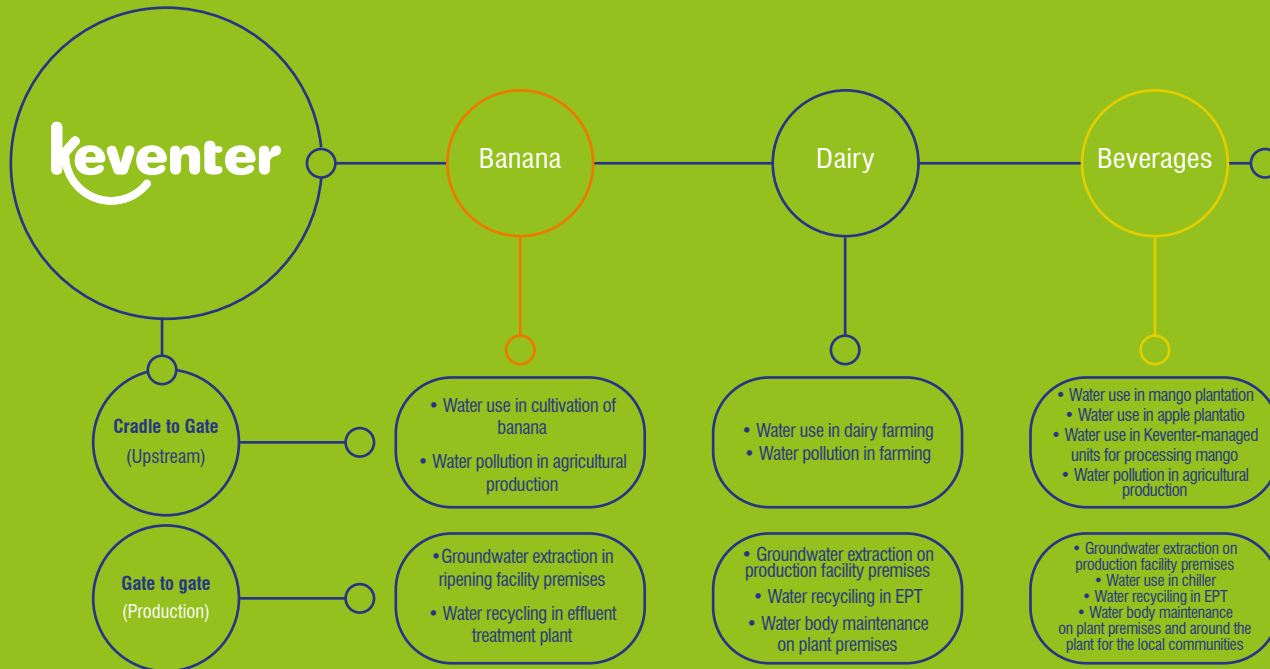 keventer
Banana
Dairy
Beverages
Cradle to Gate
(Upstream)
• Water use in cultivation of
banana
• Water pollution in agricultural
production
• Water use in dairy farming
• Water pollution in farming
• Water use in mango plantation
• Water use in apple plantatio
• Water use in Keventer-managed
units for processing mango
• Water pollution in agricultural
production
Gate to gate
(Production)
• Groundwater extraction in
ripening facility premises
• Water recycling in effluent
treatment plant
• Groundwater extraction on
production facility premises
• Water recyciling in EPT
• Water body maintenance
on plant premises
• Groundwater extraction on
production facility premises
• Water use in chiller
• Water recyciling in EPT
• Water body maintenance
on plant premises and around the
plant for the local communities